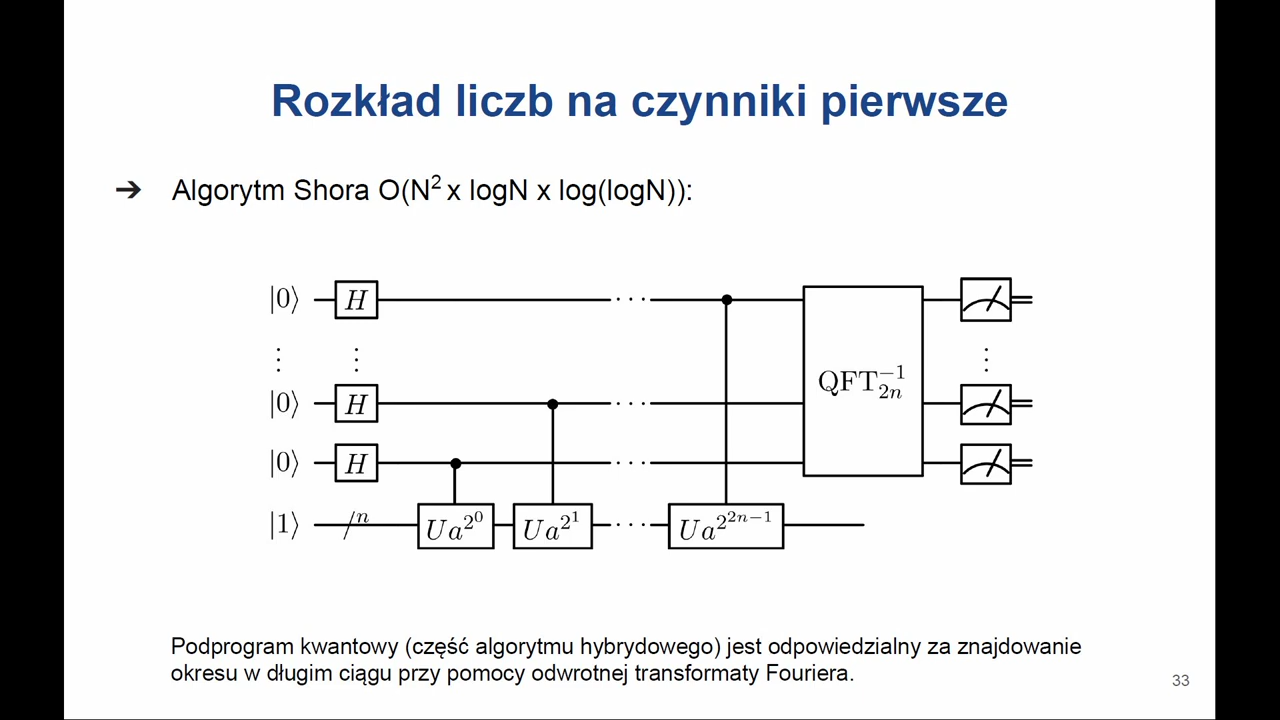 Rozkład liczb na czynniki pierwsze
➔ Algorytm Shora O(N² x logN x log(logN)):
|0⟩ H · · ·
⋮ ⋮ ⋮
|0⟩ H · · ·
QFT₂ₙ⁻¹
|0⟩ H · · ·
|1⟩ /ⁿ Ua^{2^0} Ua^{2^1} · · · Ua^{2^{2n−1}}
Podprogram kwantowy (część algorytmu hybrydowego) jest odpowiedzialny za znajdowanie
okresu w długim ciągu przy pomocy odwrotnej transformaty Fouriera.
33